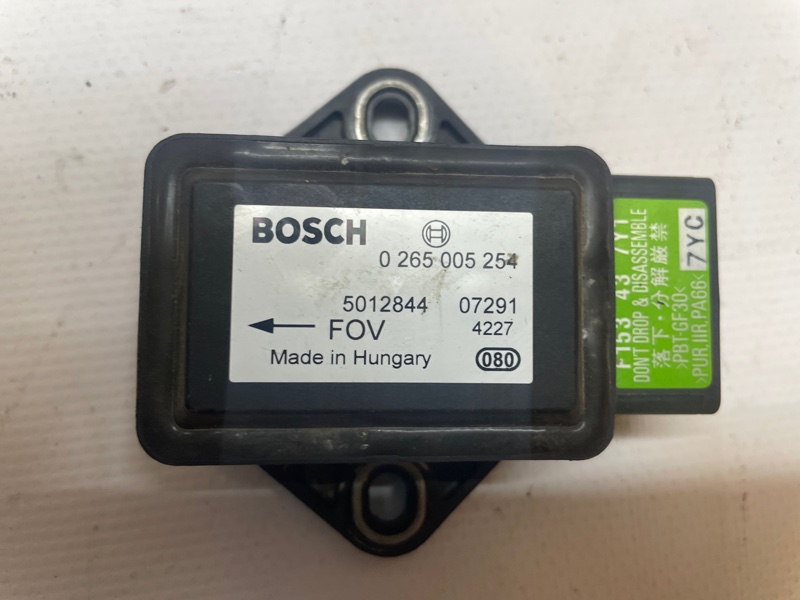 BOSCH
0 265 005 254
5012844 07291
FOV 4227
Made in Hungary 080
F153 43 7Y1
DON'T DROP & DISASSEMBLE
落下・分解厳禁
>PBT-GF30<
>PUR,IIR,PA66<
7YC